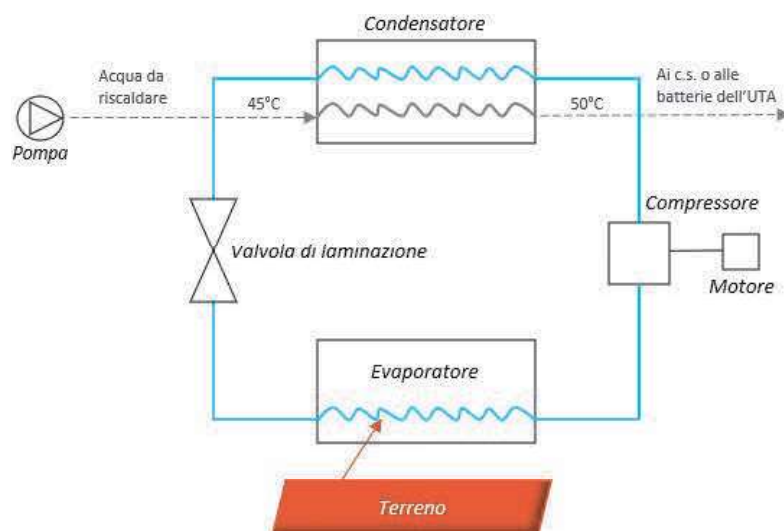 Condensatore
Acqua da
riscaldare
45°C
50°C
Ai c.s. o alle
batterie dell'UTA
Pompa
Compressore
Valvola di laminazione
Motore
Evaporatore
Terreno